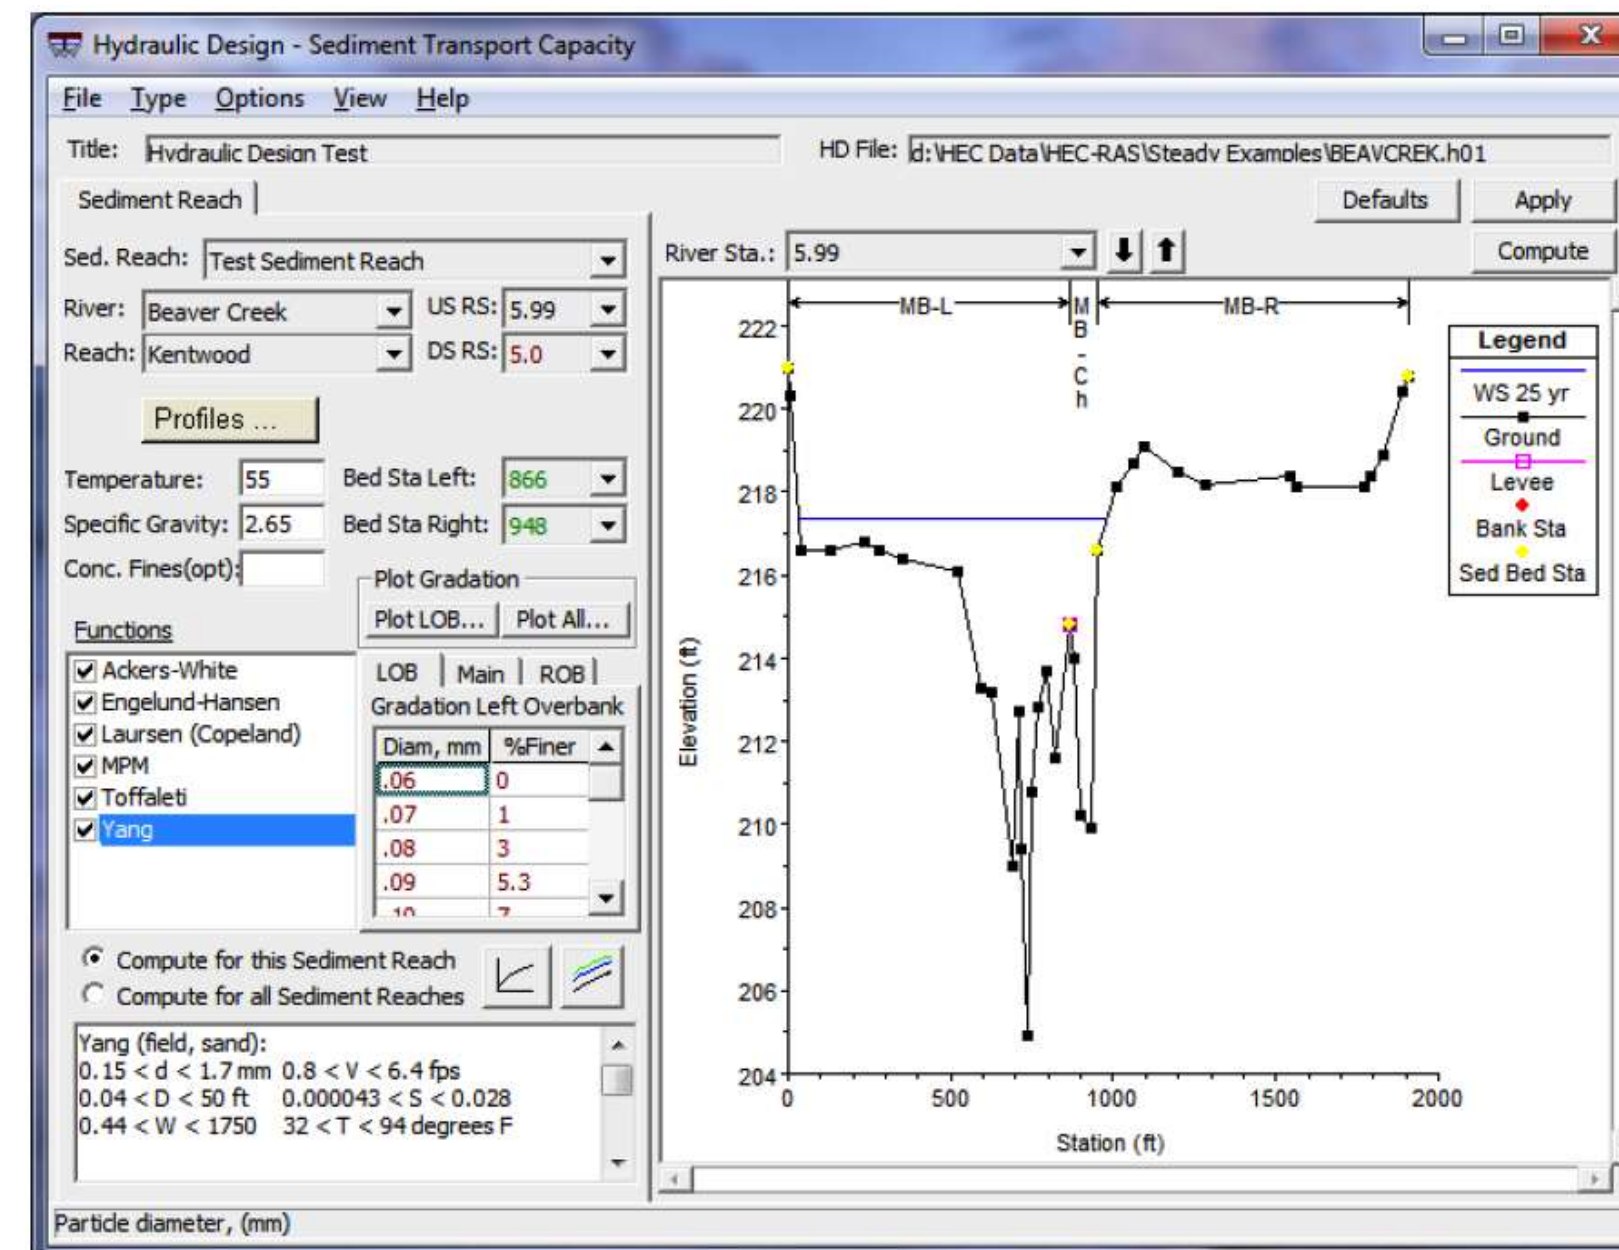 Hydraulic Design - Sediment Transport Capacity
File Type Options View Help
Title: Hydraulic Design Test
HD File: d:\HEC Data\HEC-RAS\Steady Examples\BEAVCREK.h01
Sediment Reach
Defaults Apply
Sed. Reach: Test Sediment Reach
River Sta.: 5.99
Compute
River: Beaver Creek US RS: 5.99
Reach: Kentwood DS RS: 5.0
Profiles ...
Temperature: 55 Bed Sta Left: 866
Specific Gravity: 2.65 Bed Sta Right: 948
Conc. Fines(opt):
Plot Gradation
Plot LOB... Plot All...
Functions
Ackers-White
Engelund-Hansen
Laursen (Copeland)
MPM
Toffaleti
Yang
LOB Main ROB
Gradation Left Overbank
Diam, mm %Finer
.06 0
.07 1
.08 3
.09 5.3
.10 7
Compute for this Sediment Reach
Compute for all Sediment Reaches
Yang (field, sand):
0.15 < d < 1.7 mm 0.8 < V < 6.4 fps
0.04 < D < 50 ft 0.000043 < S < 0.028
0.44 < W < 1750 32 < T < 94 degrees F
MB-L
MB-Ch
MB-R
222
220
218
216
214
212
210
208
206
204
Elevation (ft)
0 500 1000 1500 2000
Station (ft)
Legend
WS 25 yr
Ground
Levee
Bank Sta
Sed Bed Sta
Particle diameter, (mm)